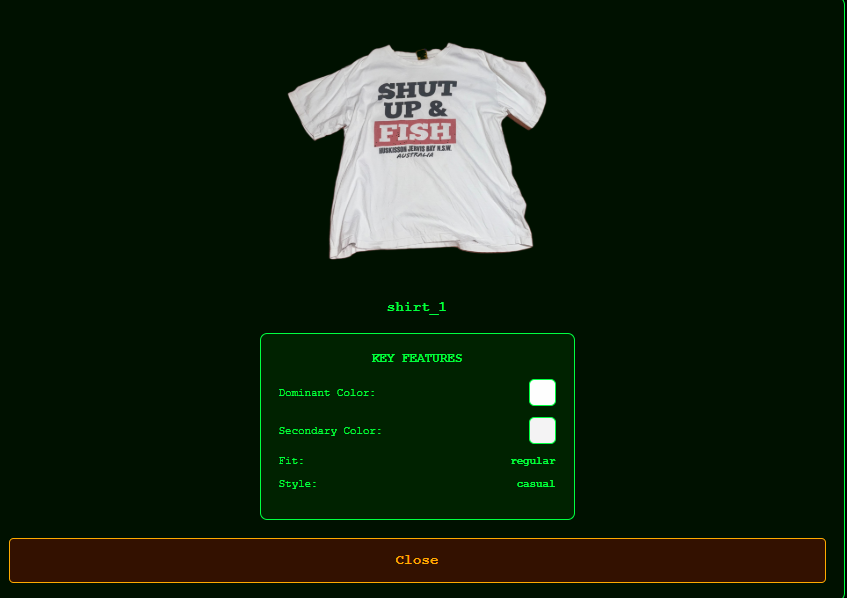 SHUT
UP &
FISH
HUSKISSON JERVIS BAY N.S.W.
AUSTRALIA
shirt_1
KEY FEATURES
Dominant Color:
Secondary Color:
Fit: regular
Style: casual
Close